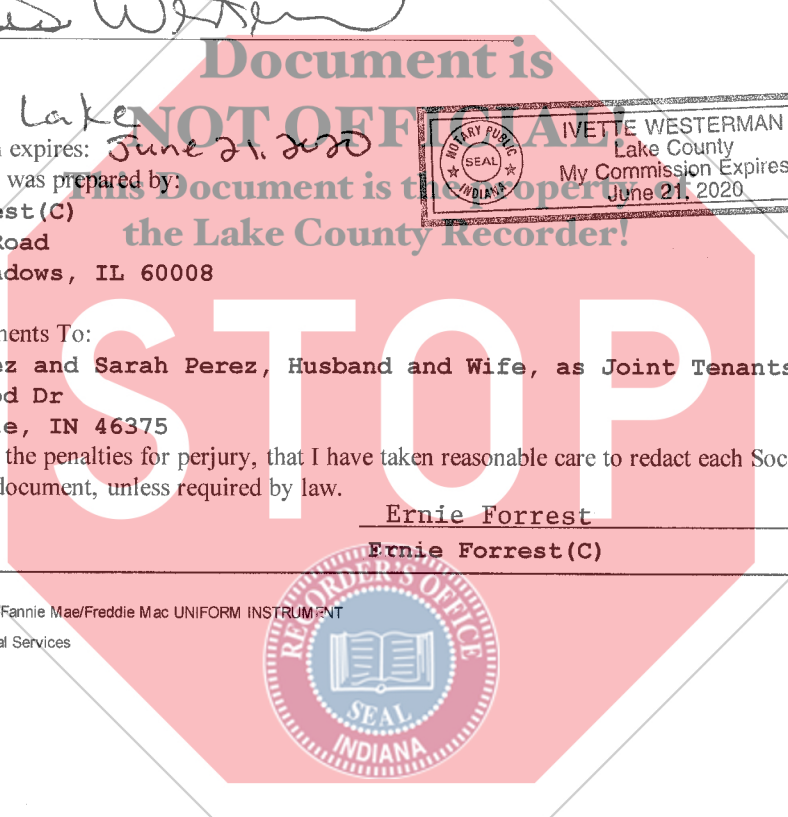 Document is
Lake
NOT OFFICIAL!
expires: June 21, 2020
was prepared by:
This Document is the property of
the Lake County Recorder!
NOTARY PUBLIC
SEAL
INDIANA
IVETTE WESTERMAN
Lake County
My Commission Expires
June 21, 2020
est(C)
Road
adows, IL 60008
STOP
ments To:
ez and Sarah Perez, Husband and Wife, as Joint Tenants
od Dr
e, IN 46375
the penalties for perjury, that I have taken reasonable care to redact each Soc
document, unless required by law.
Ernie Forrest
Ernie Forrest(C)
/Fannie Mae/Freddie Mac UNIFORM INSTRUMENT
al Services
RECORDER'S OFFICE
SEAL
INDIANA